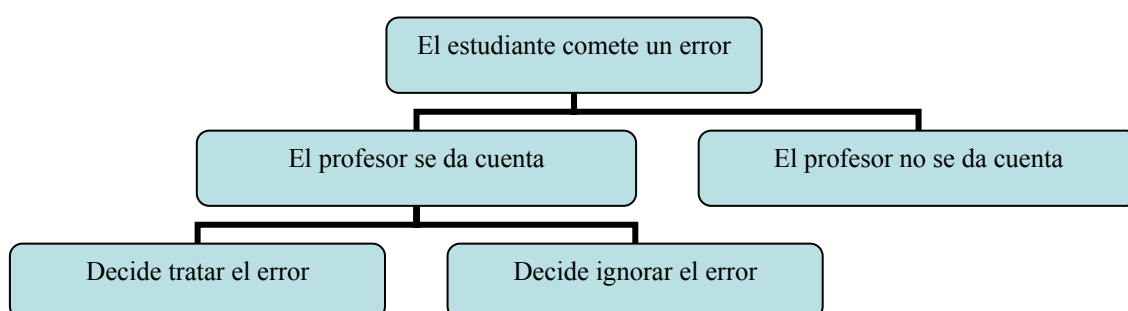 El estudiante comete un error
El profesor se da cuenta
El profesor no se da cuenta
Decide tratar el error
Decide ignorar el error